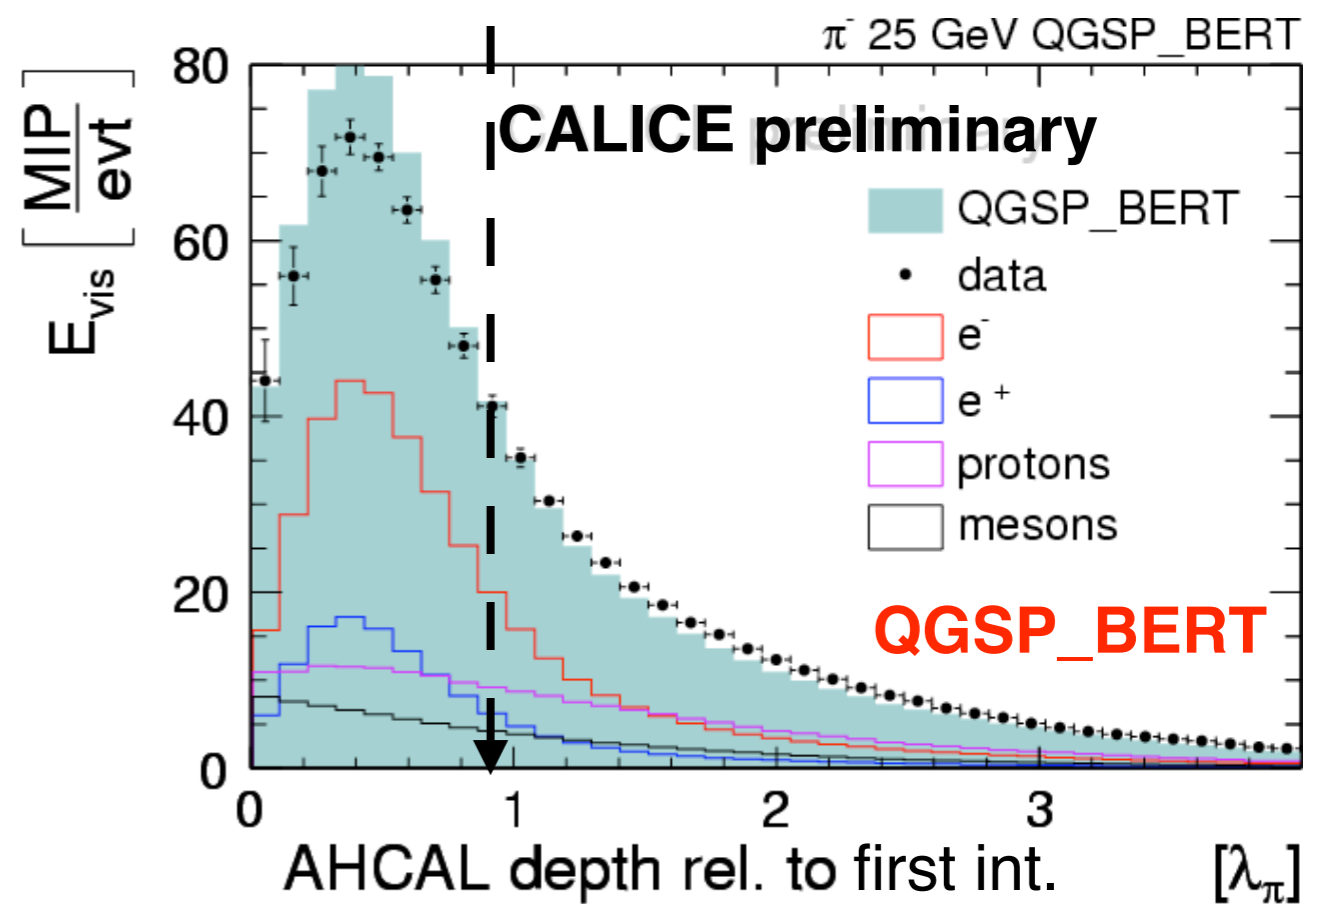 π⁻ 25 GeV QGSP_BERT
CALICE preliminary
QGSP_BERT
data
e⁻
e⁺
protons
mesons
QGSP_BERT
E_vis [MIP/evt]
80
60
40
20
0
0 1 2 3
AHCAL depth rel. to first int. [λ_π]